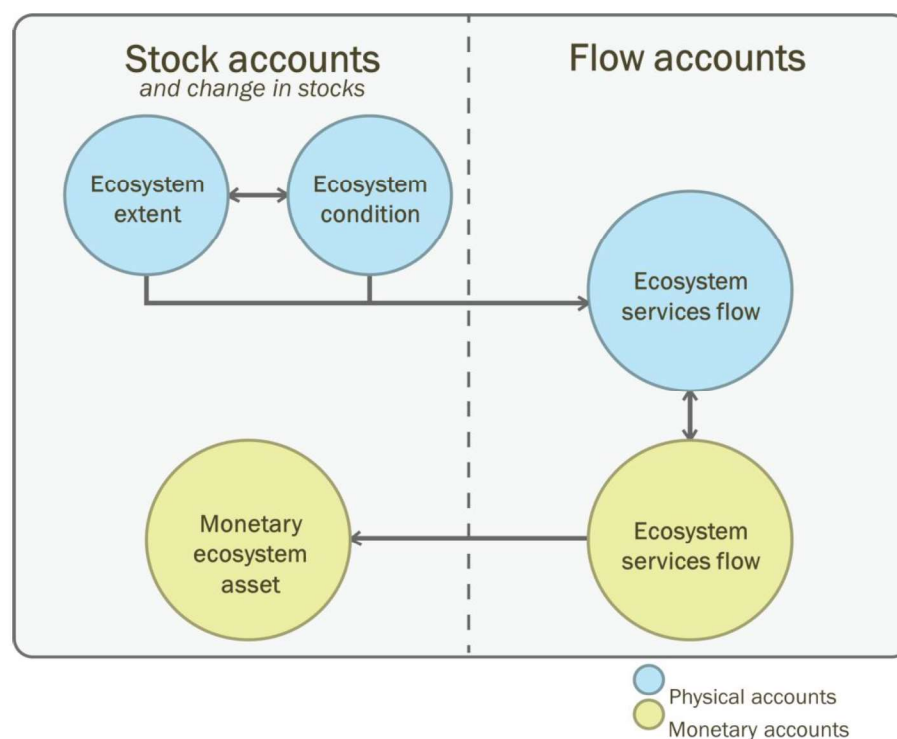 Stock accounts
and change in stocks
Flow accounts
Ecosystem
extent
Ecosystem
condition
Ecosystem
services flow
Monetary
ecosystem
asset
Ecosystem
services flow
Physical accounts
Monetary accounts